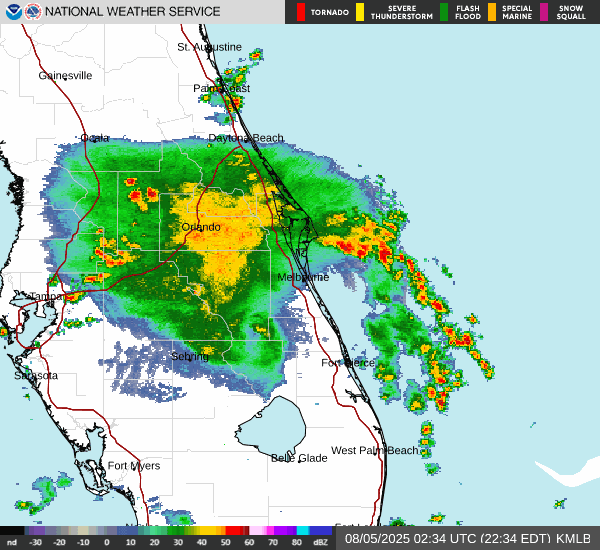 NATIONAL WEATHER SERVICE
TORNADO
SEVERE THUNDERSTORM
FLASH FLOOD
SPECIAL MARINE
SNOW SQUALL
St. Augustine
Gainesville
Palm Coast
Ocala
Daytona Beach
Orlando
Melbourne
Tampa
Sebring
Fort Pierce
Sarasota
West Palm Beach
Belle Glade
Fort Myers
nd -30 -20 -10 0 10 20 30 40 50 60 70 80 dBZ
08/05/2025 02:34 UTC (22:34 EDT) KMLB